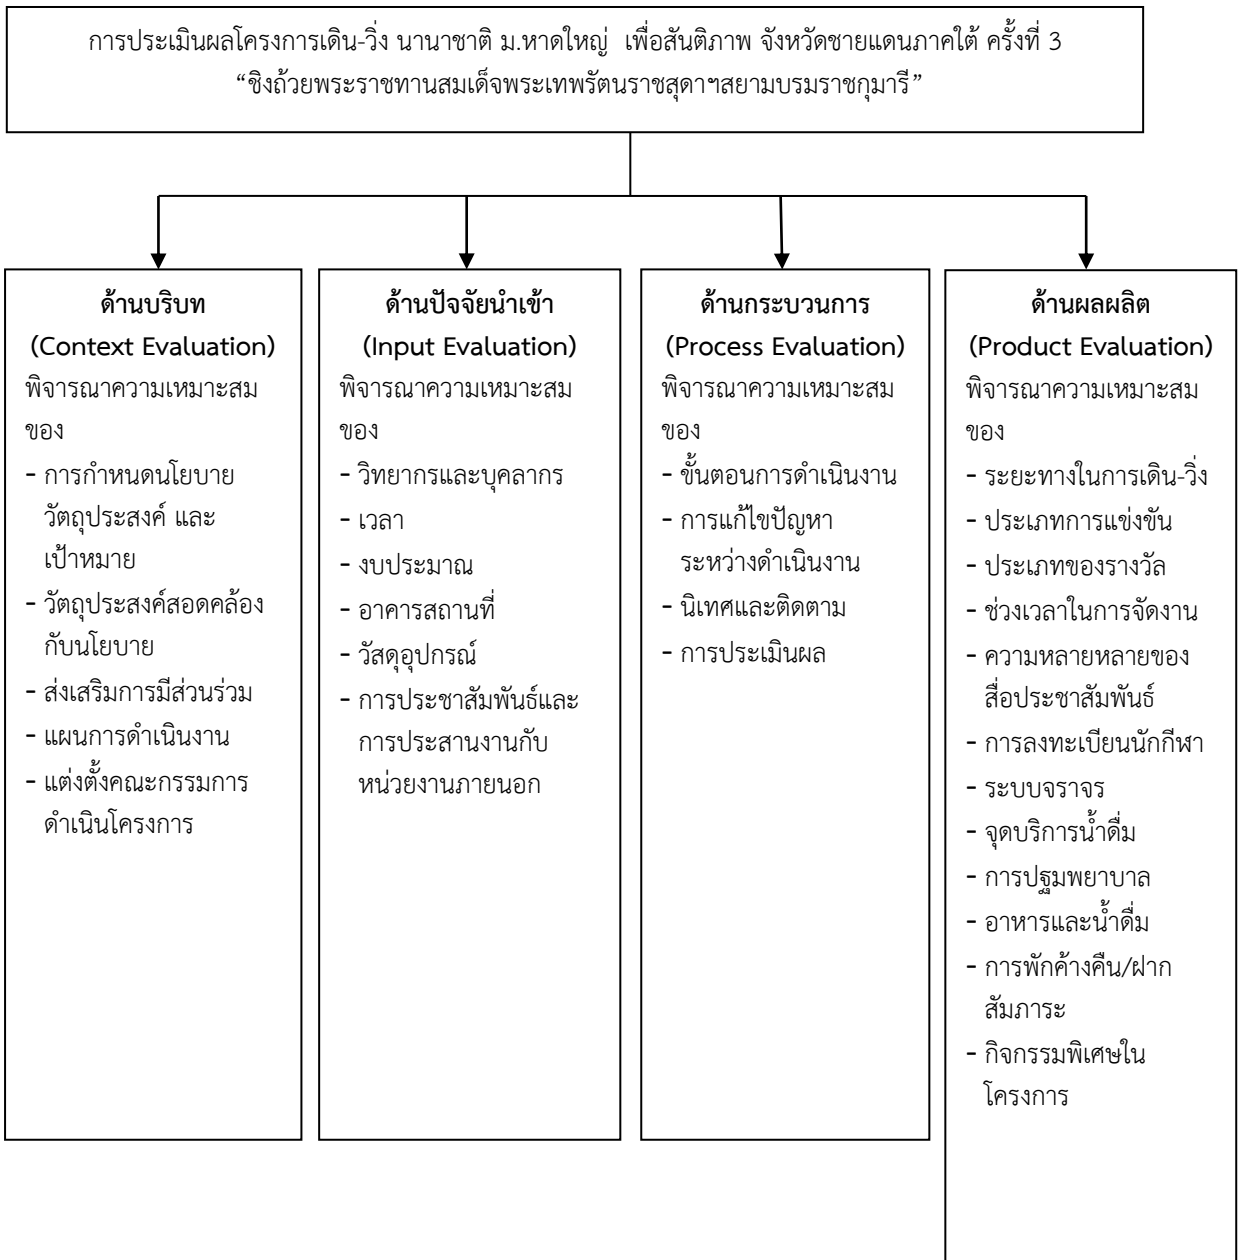 การประเมินผลโครงการเดิน-วิ่ง นานาชาติ ม.หาดใหญ่ เพื่อสันติภาพ จังหวัดชายแดนภาคใต้ ครั้งที่ 3
“ชิงถ้วยพระราชทานสมเด็จพระเทพรัตนราชสุดาฯสยามบรมราชกุมารี”
ด้านบริบท
(Context Evaluation)
พิจารณาความเหมาะสม
ของ
- การกำหนดนโยบาย
วัตถุประสงค์ และ
เป้าหมาย
- วัตถุประสงค์สอดคล้อง
กับนโยบาย
- ส่งเสริมการมีส่วนร่วม
- แผนการดำเนินงาน
- แต่งตั้งคณะกรรมการ
ดำเนินโครงการ
ด้านปัจจัยนำเข้า
(Input Evaluation)
พิจารณาความเหมาะสม
ของ
- วิทยากรและบุคลากร
- เวลา
- งบประมาณ
- อาคารสถานที่
- วัสดุอุปกรณ์
- การประชาสัมพันธ์และ
การประสานงานกับ
หน่วยงานภายนอก
ด้านกระบวนการ
(Process Evaluation)
พิจารณาความเหมาะสม
ของ
- ขั้นตอนการดำเนินงาน
- การแก้ไขปัญหา
ระหว่างดำเนินงาน
- นิเทศและติดตาม
- การประเมินผล
ด้านผลผลิต
(Product Evaluation)
พิจารณาความเหมาะสม
ของ
- ระยะทางในการเดิน-วิ่ง
- ประเภทการแข่งขัน
- ประเภทของรางวัล
- ช่วงเวลาในการจัดงาน
- ความหลายหลายของ
สื่อประชาสัมพันธ์
- การลงทะเบียนนักกีฬา
- ระบบจราจร
- จุดบริการน้ำดื่ม
- การปฐมพยาบาล
- อาหารและน้ำดื่ม
- การพักค้างคืน/ฝาก
สัมภาระ
- กิจกรรมพิเศษใน
โครงการ